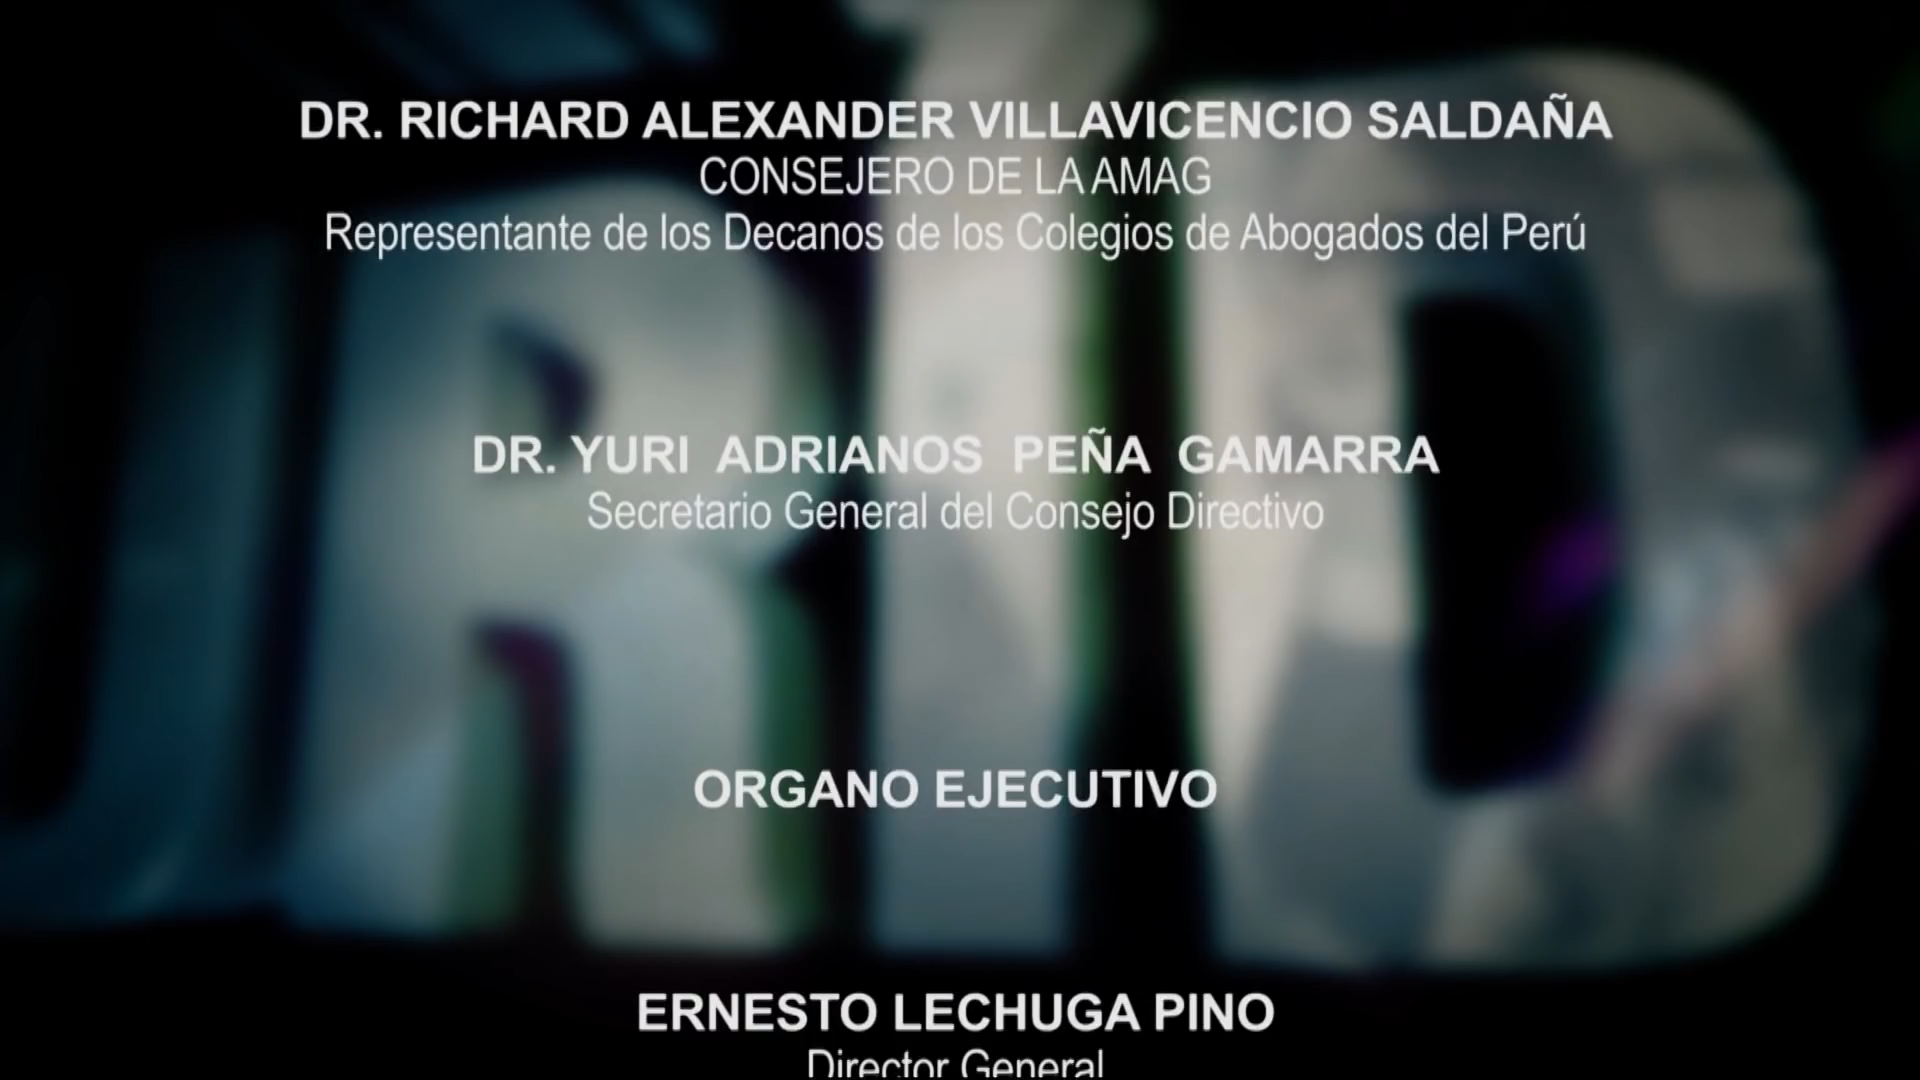 DR. RICHARD ALEXANDER VILLAVICENCIO SALDAÑA
CONSEJERO DE LA AMAG
Representante de los Decanos de los Colegios de Abogados del Perú
DR. YURI ADRIANOS PEÑA GAMARRA
Secretario General del Consejo Directivo
ORGANO EJECUTIVO
ERNESTO LECHUGA PINO
Director General